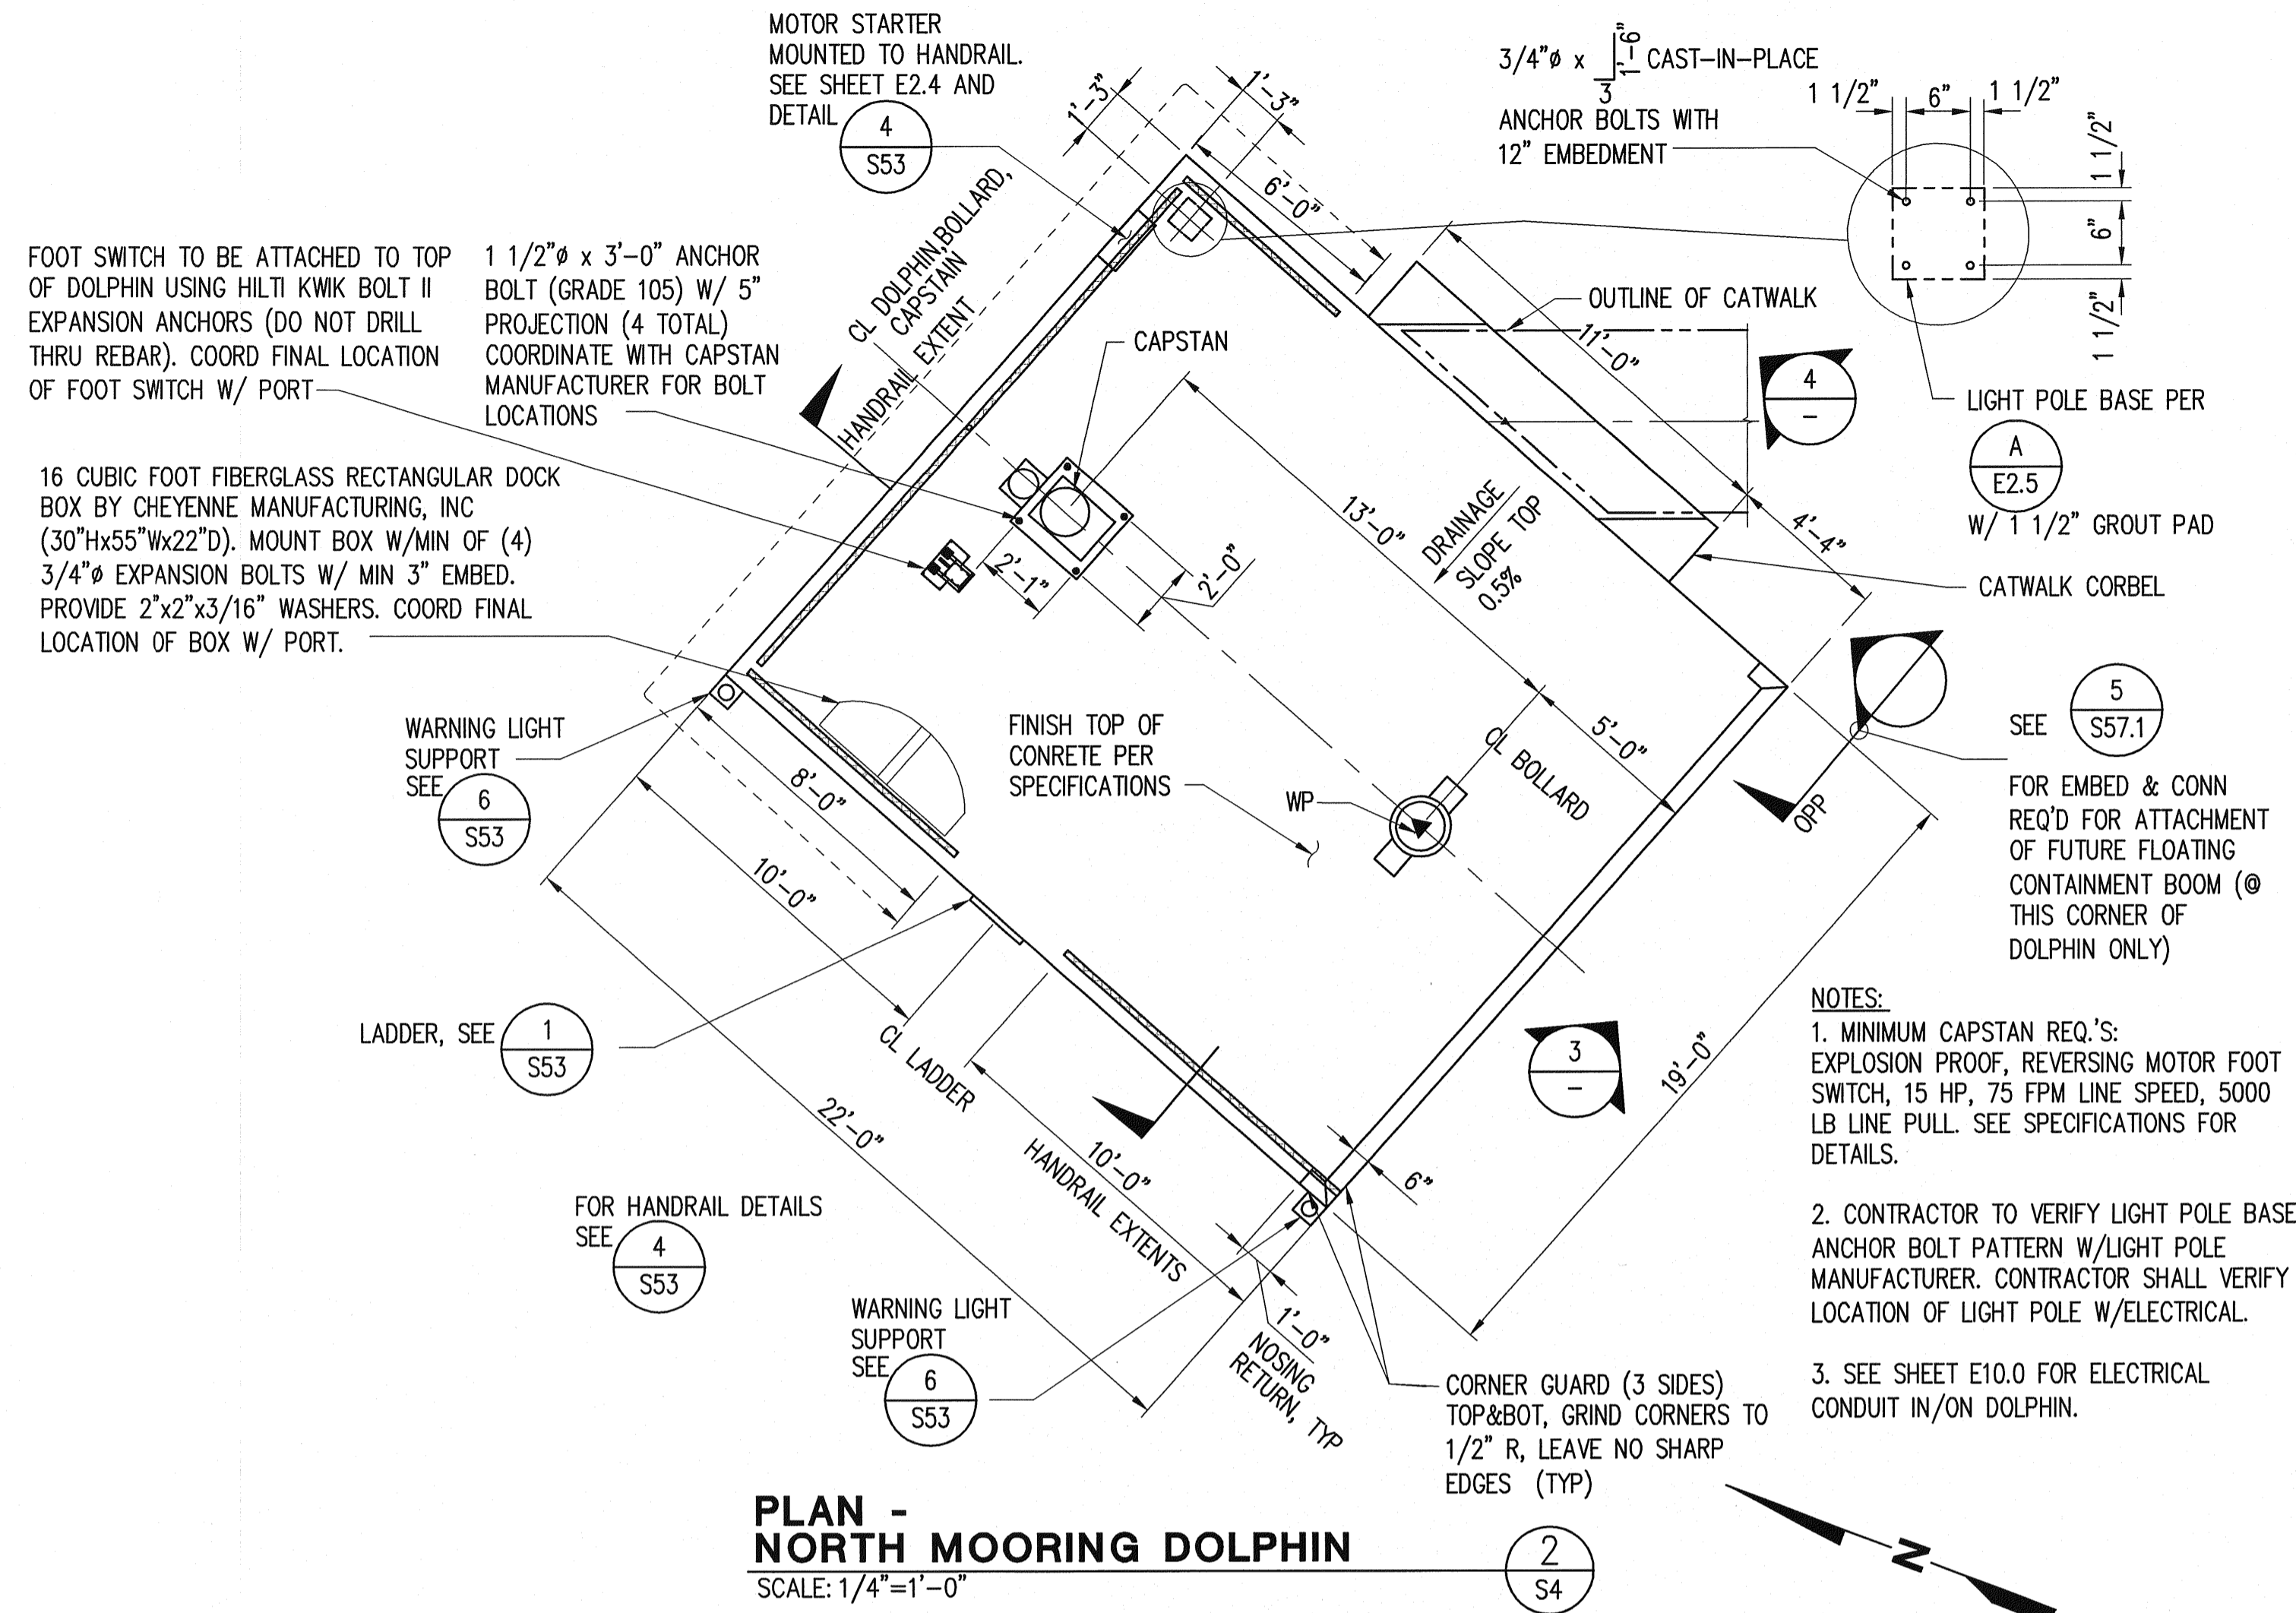 MOTOR STARTER
MOUNTED TO HANDRAIL.
SEE SHEET E2.4 AND
DETAIL
4
S53
1'-3"
1'-3"
6'-0"
3/4"ø x 3 1'-6" CAST-IN-PLACE
ANCHOR BOLTS WITH
12" EMBEDMENT
1 1/2"
6"
1 1/2"
1 1/2"
6"
1 1/2"
LIGHT POLE BASE PER
A
E2.5
W/ 1 1/2" GROUT PAD
FOOT SWITCH TO BE ATTACHED TO TOP
OF DOLPHIN USING HILTI KWIK BOLT II
EXPANSION ANCHORS (DO NOT DRILL
THRU REBAR). COORD FINAL LOCATION
OF FOOT SWITCH W/ PORT
1 1/2"ø x 3'-0" ANCHOR
BOLT (GRADE 105) W/ 5"
PROJECTION (4 TOTAL)
COORDINATE WITH CAPSTAN
MANUFACTURER FOR BOLT
LOCATIONS
CL DOLPHIN,BOLLARD,
CAPSTAIN
HANDRAIL EXTENT
CAPSTAN
OUTLINE OF CATWALK
11'-0"
4
-
4'-4"
CATWALK CORBEL
16 CUBIC FOOT FIBERGLASS RECTANGULAR DOCK
BOX BY CHEYENNE MANUFACTURING, INC
(30"Hx55"Wx22"D). MOUNT BOX W/MIN OF (4)
3/4"ø EXPANSION BOLTS W/ MIN 3" EMBED.
PROVIDE 2"x2"x3/16" WASHERS. COORD FINAL
LOCATION OF BOX W/ PORT.
2'-1"
2'-0"
13'-0"
DRAINAGE
SLOPE TOP
0.5%
5'-0"
CL BOLLARD
WP
FINISH TOP OF
CONRETE PER
SPECIFICATIONS
OPP
SEE
5
S57.1
FOR EMBED & CONN
REQ'D FOR ATTACHMENT
OF FUTURE FLOATING
CONTAINMENT BOOM (@
THIS CORNER OF
DOLPHIN ONLY)
WARNING LIGHT
SUPPORT
SEE
6
S53
8'-0"
10'-0"
CL LADDER
LADDER, SEE
1
S53
22'-0"
10'-0"
HANDRAIL EXTENTS
3
-
19'-0"
6"
1'-0"
NOSING
RETURN, TYP
FOR HANDRAIL DETAILS
SEE
4
S53
WARNING LIGHT
SUPPORT
SEE
6
S53
CORNER GUARD (3 SIDES)
TOP&BOT, GRIND CORNERS TO
1/2" R, LEAVE NO SHARP
EDGES (TYP)
NOTES:
1. MINIMUM CAPSTAN REQ.'S:
EXPLOSION PROOF, REVERSING MOTOR FOOT
SWITCH, 15 HP, 75 FPM LINE SPEED, 5000
LB LINE PULL. SEE SPECIFICATIONS FOR
DETAILS.
2. CONTRACTOR TO VERIFY LIGHT POLE BASE
ANCHOR BOLT PATTERN W/LIGHT POLE
MANUFACTURER. CONTRACTOR SHALL VERIFY
LOCATION OF LIGHT POLE W/ELECTRICAL.
3. SEE SHEET E10.0 FOR ELECTRICAL
CONDUIT IN/ON DOLPHIN.
PLAN -
NORTH MOORING DOLPHIN
SCALE: 1/4"=1'-0"
2
S4
N